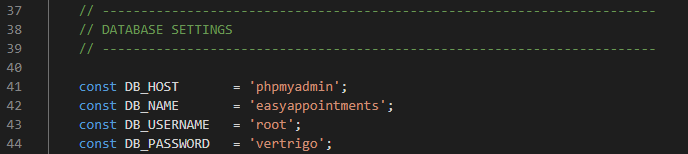 37 // ----------------------------------------------------------------------
38 // DATABASE SETTINGS
39 // ----------------------------------------------------------------------
40
41 const DB_HOST = 'phpmyadmin';
42 const DB_NAME = 'easyappointments';
43 const DB_USERNAME = 'root';
44 const DB_PASSWORD = 'vertrigo';